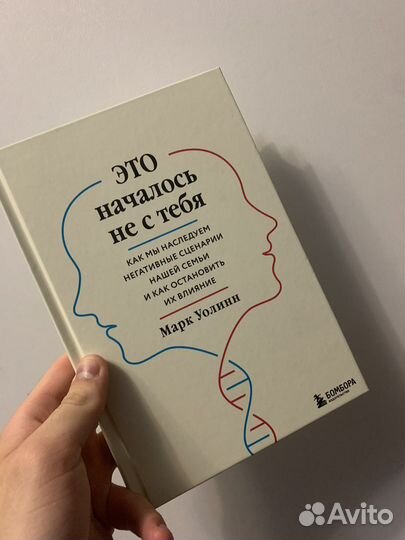 ЭТО
началось
не с тебя
КАК МЫ НАСЛЕДУЕМ
НЕГАТИВНЫЕ СЦЕНАРИИ
НАШЕЙ СЕМЬИ
И КАК ОСТАНОВИТЬ
ИХ ВЛИЯНИЕ
Марк Уолинн
БОМБОРА
ИЗДАТЕЛЬСТВО
Avito